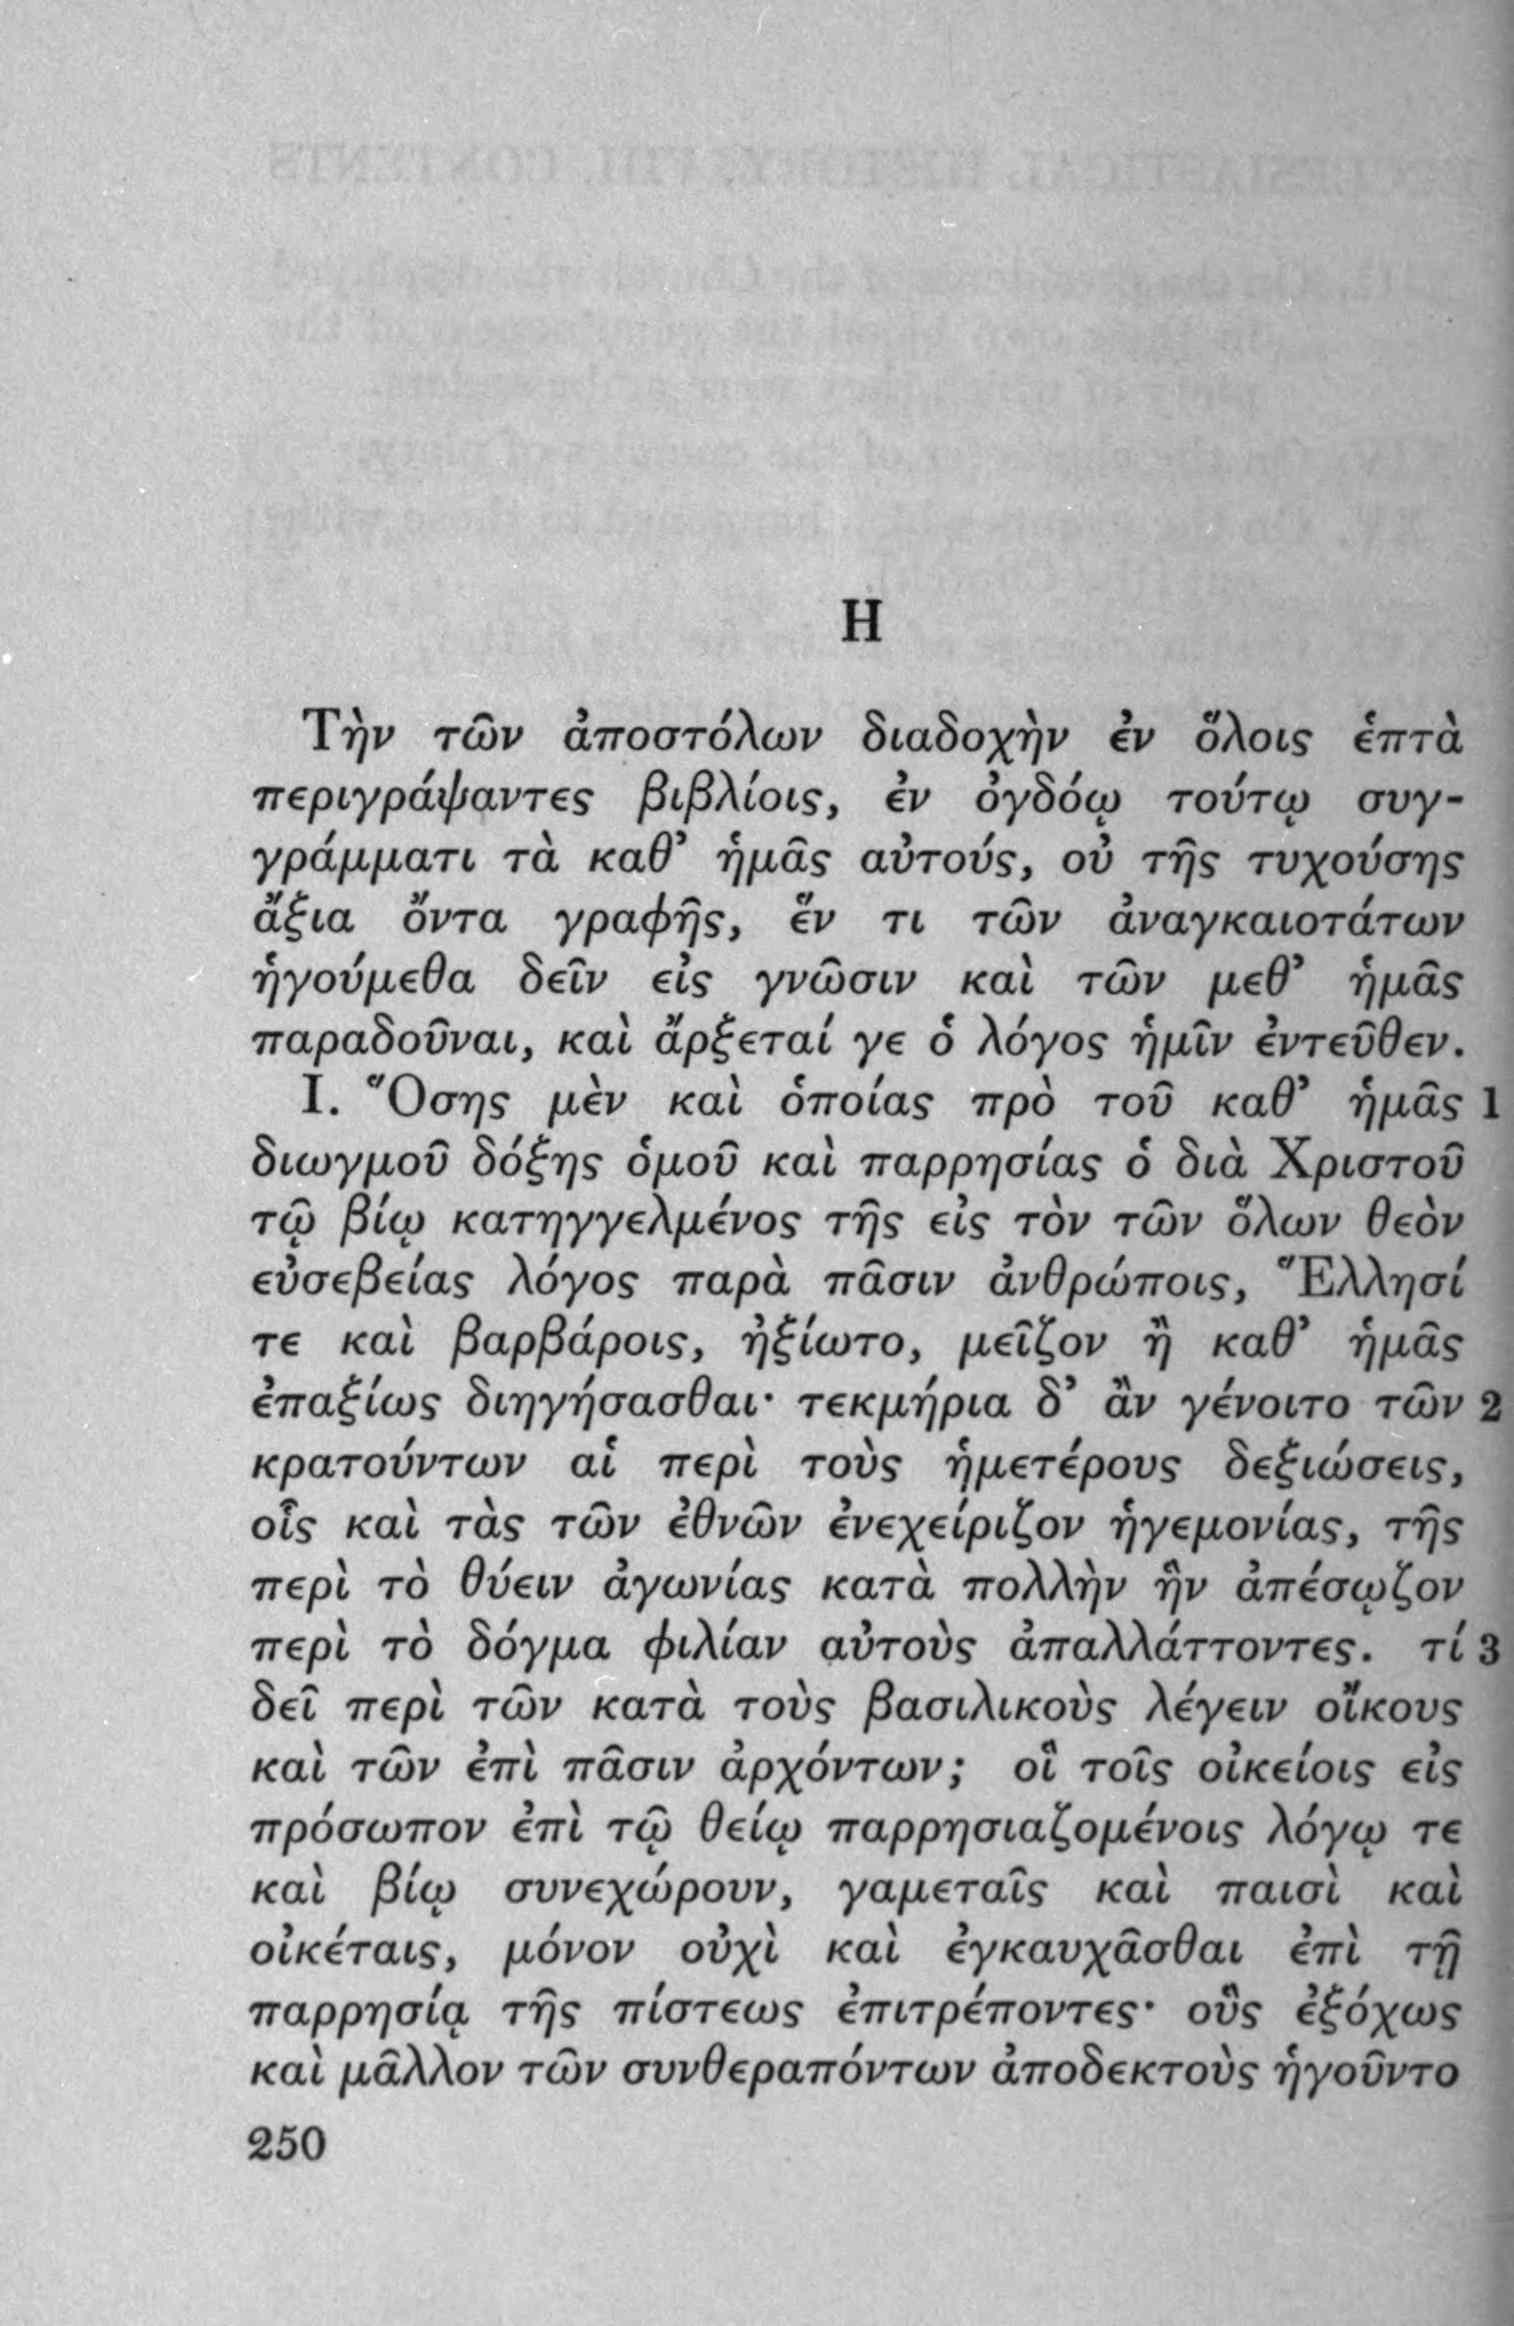 Η
Τὴν τῶν ἀποστόλων διαδοχὴν ἐν ὅλοις ἑπτὰ
περιγράψαντες βιβλίοις, ἐν ὀγδόῳ τούτῳ συγ-
γράμματι τὰ καθ’ ἡμᾶς αὐτούς, οὐ τῆς τυχούσης
ἄξια ὄντα γραφῆς, ἕν τι τῶν ἀναγκαιοτάτων
ἡγούμεθα δεῖν εἰς γνῶσιν καὶ τῶν μεθ’ ἡμᾶς
παραδοῦναι, καὶ ἄρξεταί γε ὁ λόγος ἡμῖν ἐντεῦθεν.
I. Ὅσης μὲν καὶ ὁποίας πρὸ τοῦ καθ’ ἡμᾶς 1
διωγμοῦ δόξης ὁμοῦ καὶ παρρησίας ὁ διὰ Χριστοῦ
τῷ βίῳ κατηγγελμένος τῆς εἰς τὸν τῶν ὅλων θεὸν
εὐσεβείας λόγος παρὰ πᾶσιν ἀνθρώποις, Ἕλλησί
τε καὶ βαρβάροις, ἠξίωτο, μεῖζον ἢ καθ’ ἡμᾶς
ἐπαξίως διηγήσασθαι· τεκμήρια δ’ ἂν γένοιτο τῶν 2
κρατούντων αἱ περὶ τοὺς ἡμετέρους δεξιώσεις,
οἷς καὶ τὰς τῶν ἐθνῶν ἐνεχείριζον ἡγεμονίας, τῆς
περὶ τὸ θύειν ἀγωνίας κατὰ πολλὴν ἣν ἀπέσῳζον
περὶ τὸ δόγμα φιλίαν αὐτοὺς ἀπαλλάττοντες. τί 3
δεῖ περὶ τῶν κατὰ τοὺς βασιλικοὺς λέγειν οἴκους
καὶ τῶν ἐπὶ πᾶσιν ἀρχόντων; οἳ τοῖς οἰκείοις εἰς
πρόσωπον ἐπὶ τῷ θείῳ παρρησιαζομένοις λόγῳ τε
καὶ βίῳ συνεχώρουν, γαμεταῖς καὶ παισὶ καὶ
οἰκέταις, μόνον οὐχὶ καὶ ἐγκαυχᾶσθαι ἐπὶ τῇ
παρρησίᾳ τῆς πίστεως ἐπιτρέποντες· οὓς ἐξόχως
καὶ μᾶλλον τῶν συνθεραπόντων ἀποδεκτοὺς ἡγοῦντο
250